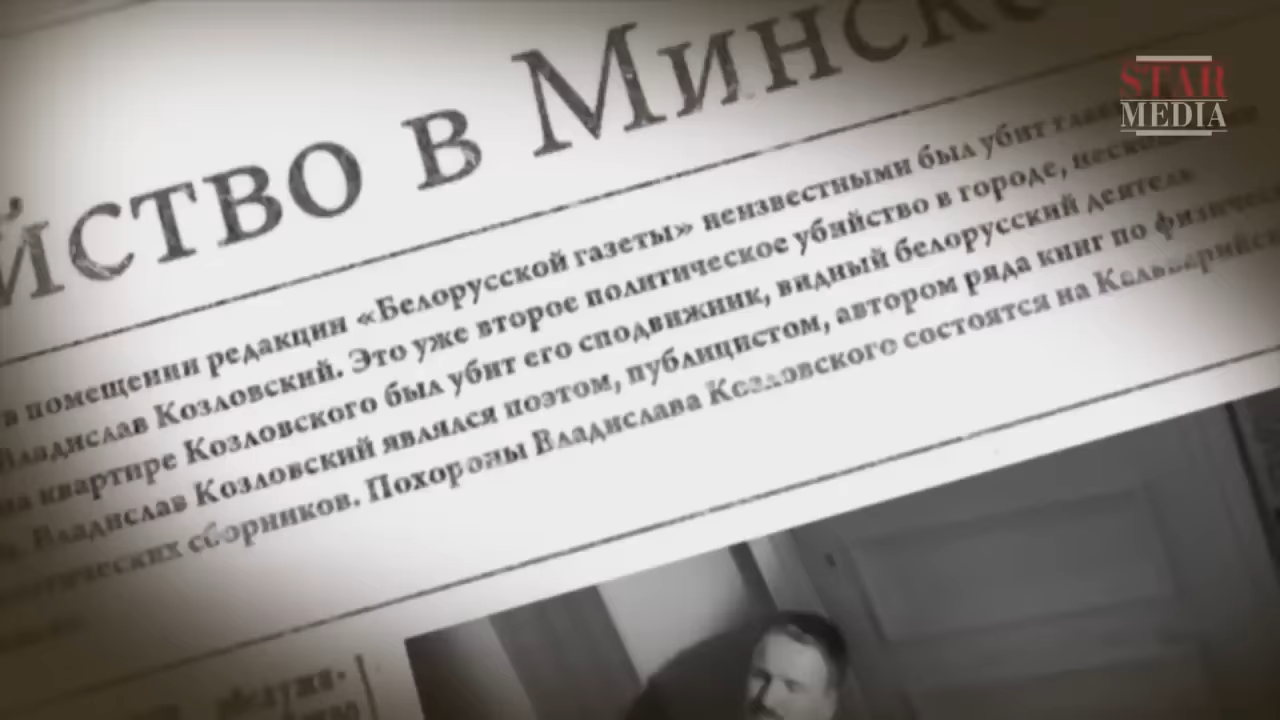 йство в Минске
STAR
MEDIA
в помещении редакции «Белорусской газеты» неизвестными был убит
Владислав Козловский. Это уже второе политическое убийство в городе,
на квартире Козловского был убит его сподвижник, видный белорусский деятель
Владислав Козловский являлся поэтом, публицистом, автором ряда книг по
сборников. Похороны Владислава Козловского состоятся на